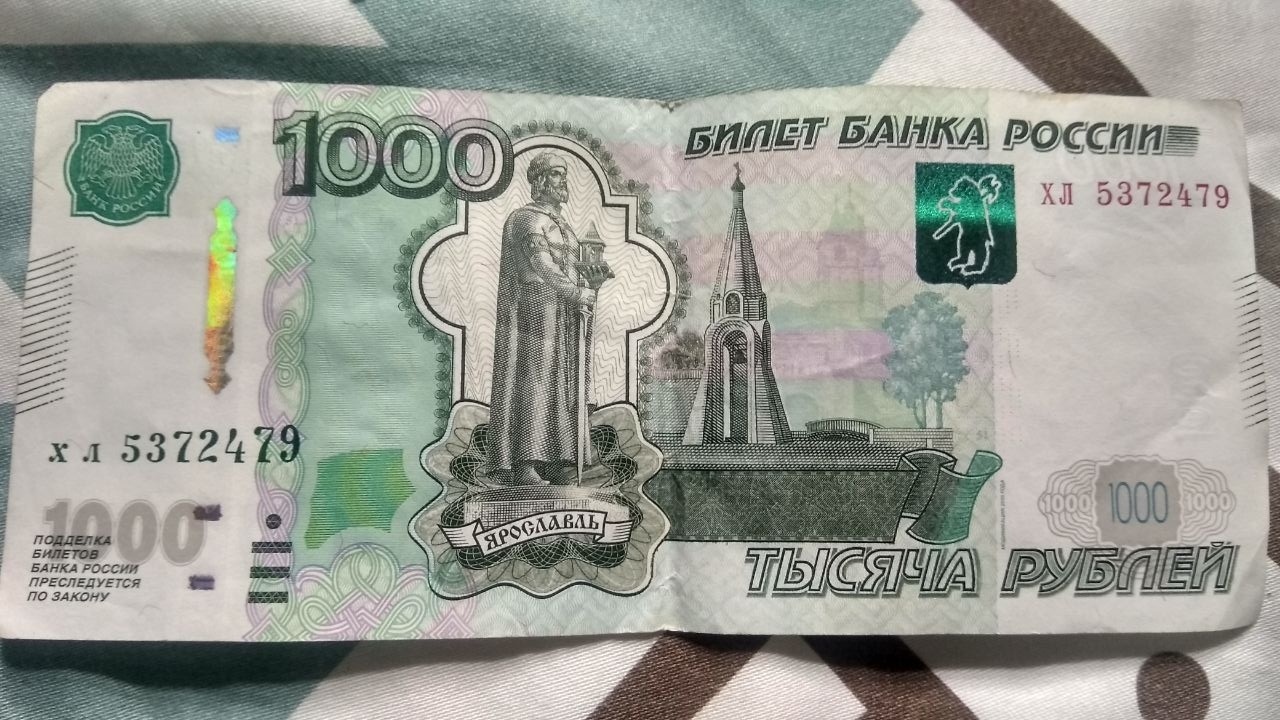 БАНК РОССИИ
1000
БИЛЕТ БАНКА РОССИИ
ХЛ 5372479
хл 5372479
1000
ПОДДЕЛКА
БИЛЕТОВ
БАНКА РОССИИ
ПРЕСЛЕДУЕТСЯ
ПО ЗАКОНУ
ЯРОСЛАВЛЬ
1000 1000 1000
ТЫСЯЧА РУБЛЕЙ